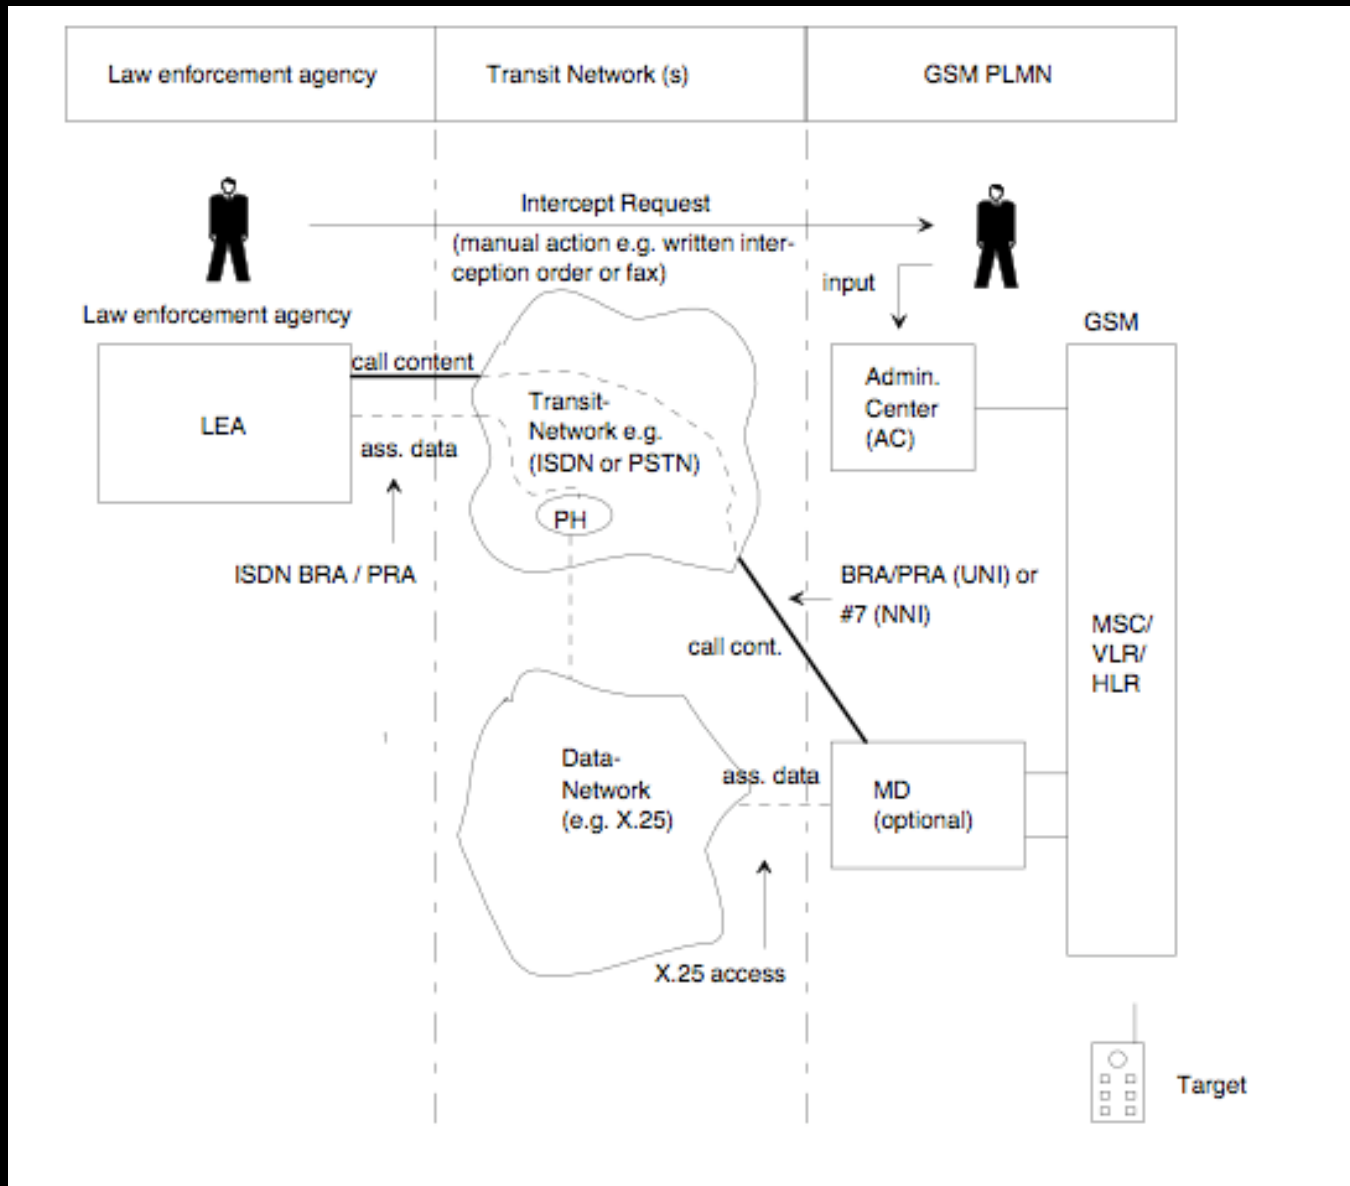 Law enforcement agency
Transit Network (s)
GSM PLMN
Intercept Request
(manual action e.g. written inter-
ception order or fax)
input
Law enforcement agency
GSM
call content
LEA
ass. data
Transit-
Network e.g.
(ISDN or PSTN)
PH
Admin.
Center
(AC)
ISDN BRA / PRA
BRA/PRA (UNI) or
#7 (NNI)
call cont.
MSC/
VLR/
HLR
Data-
Network
(e.g. X.25)
ass. data
MD
(optional)
X.25 access
Target